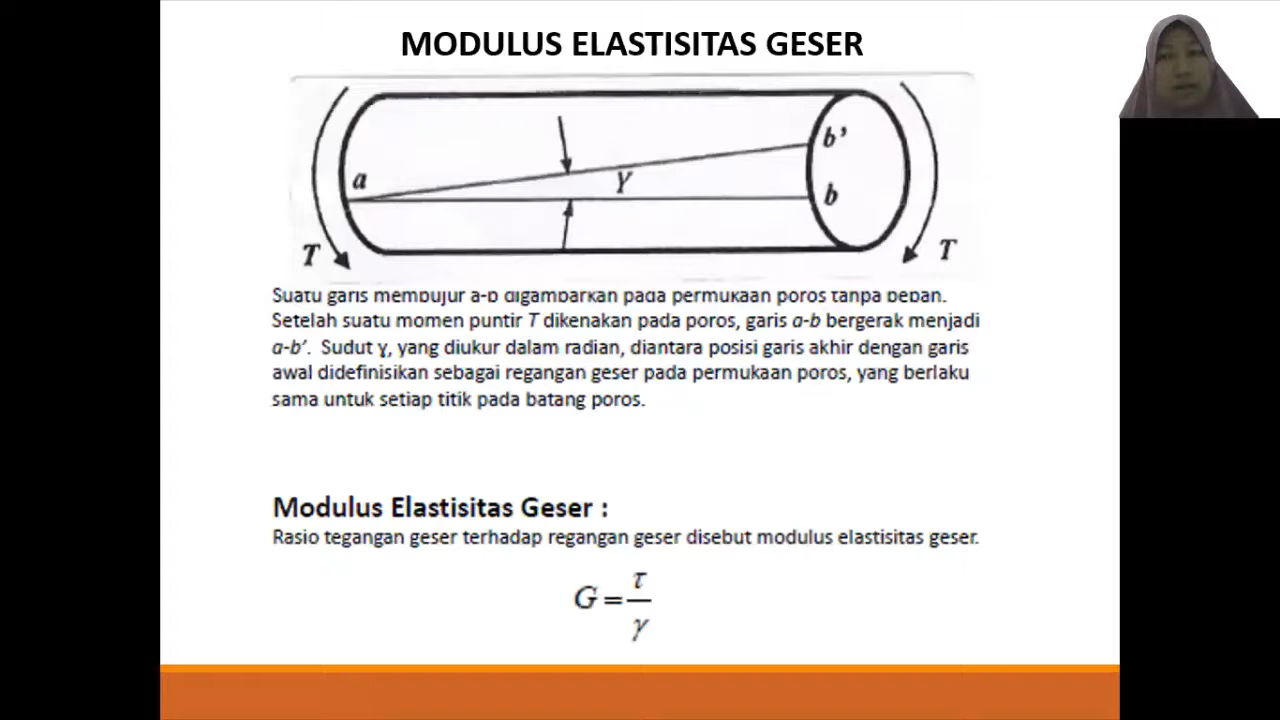 MODULUS ELASTISITAS GESER
b'
a
γ
b
T
T
Suatu garis membujur a-b digambarkan pada permukaan poros tanpa beban.
Setelah suatu momen puntir T dikenakan pada poros, garis a-b bergerak menjadi
a-b'. Sudut γ, yang diukur dalam radian, diantara posisi garis akhir dengan garis
awal didefinisikan sebagai regangan geser pada permukaan poros, yang berlaku
sama untuk setiap titik pada batang poros.
Modulus Elastisitas Geser :
Rasio tegangan geser terhadap regangan geser disebut modulus elastisitas geser.
G = τ / γ